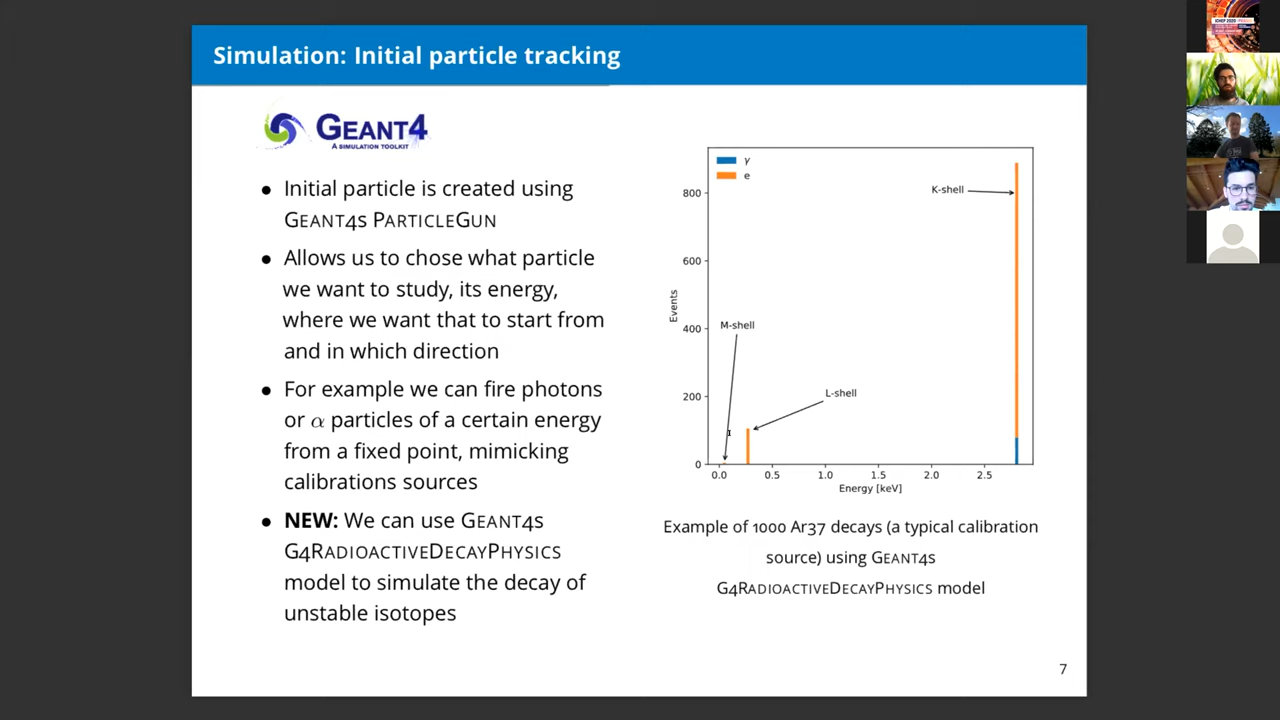 Simulation: Initial particle tracking
GEANT4
A SIMULATION TOOLKIT
● Initial particle is created using
GEANT4S PARTICLEGUN
● Allows us to chose what particle
we want to study, its energy,
where we want that to start from
and in which direction
● For example we can fire photons
or α particles of a certain energy
from a fixed point, mimicking
calibrations sources
● NEW: We can use GEANT4S
G4RADIOACTIVEDECAYPHYSICS
model to simulate the decay of
unstable isotopes
γ
e
K-shell
M-shell
L-shell
Events
800
600
400
200
0
0.0 0.5 1.0 1.5 2.0 2.5
Energy [keV]
Example of 1000 Ar37 decays (a typical calibration
source) using GEANT4S
G4RADIOACTIVEDECAYPHYSICS model
7
ICHEP 2020 | PRAGUE